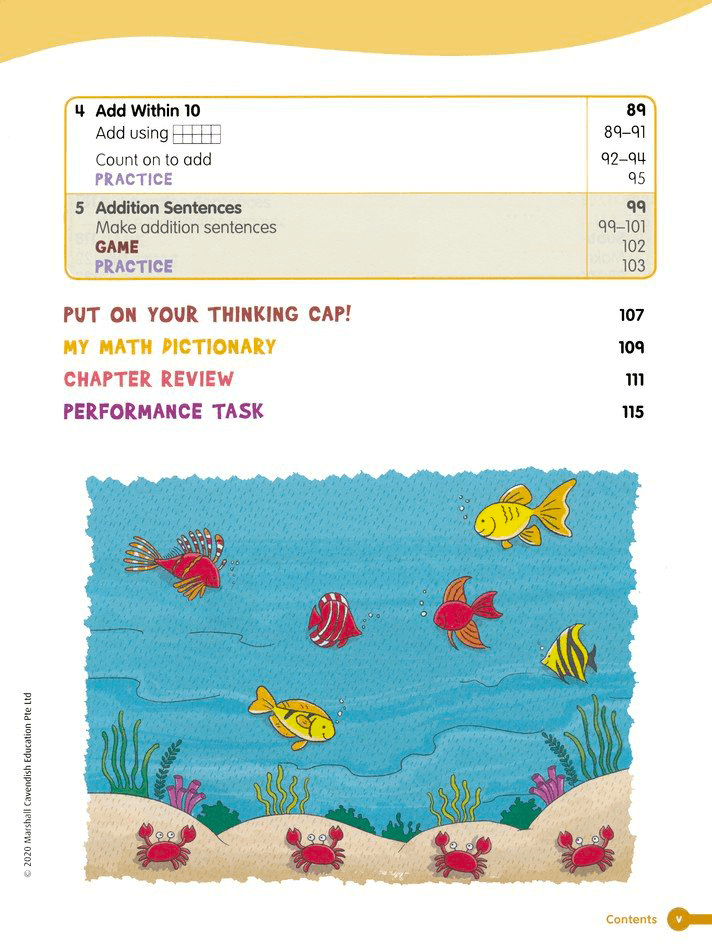 4 Add Within 10 89
Add using 89–91
Count on to add 92–94
PRACTICE 95
5 Addition Sentences 99
Make addition sentences 99–101
GAME 102
PRACTICE 103
PUT ON YOUR THINKING CAP! 107
MY MATH DICTIONARY 109
CHAPTER REVIEW 111
PERFORMANCE TASK 115
© 2020 Marshall Cavendish Education Pte Ltd
Contents v